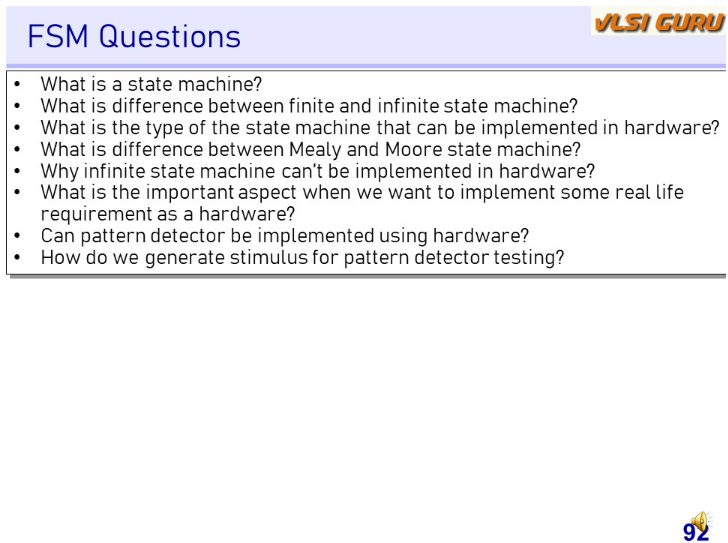 FSM Questions
VLSI GURU
• What is a state machine?
• What is difference between finite and infinite state machine?
• What is the type of the state machine that can be implemented in hardware?
• What is difference between Mealy and Moore state machine?
• Why infinite state machine can't be implemented in hardware?
• What is the important aspect when we want to implement some real life
requirement as a hardware?
• Can pattern detector be implemented using hardware?
• How do we generate stimulus for pattern detector testing?
92